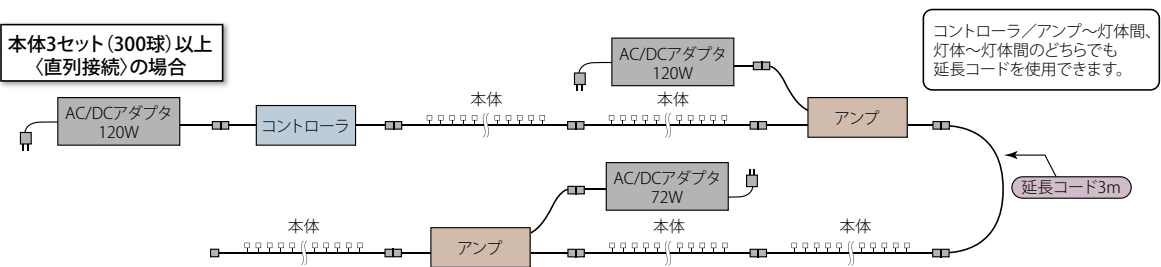 本体3セット（300球）以上
〈直列接続〉の場合
AC/DCアダプタ
120W
コントローラ
本体
本体
AC/DCアダプタ
120W
アンプ
コントローラ／アンプ～灯体間、
灯体～灯体間のどちらでも
延長コードを使用できます。
延長コード3m
本体
アンプ
AC/DCアダプタ
72W
本体
本体